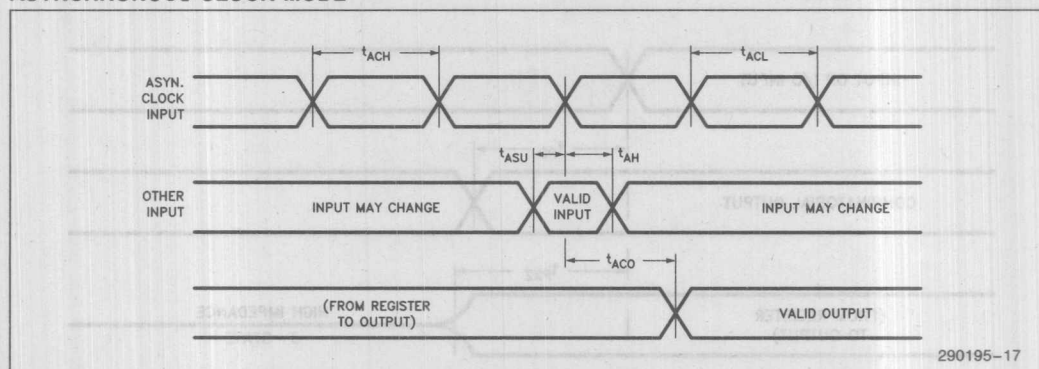 ASYNCHRONOUS CLOCK MODE
tACH
tACL
ASYN.
CLOCK
INPUT
tASU
tAH
OTHER
INPUT
INPUT MAY CHANGE
VALID
INPUT
INPUT MAY CHANGE
tACO
(FROM REGISTER
TO OUTPUT)
VALID OUTPUT
290195-17